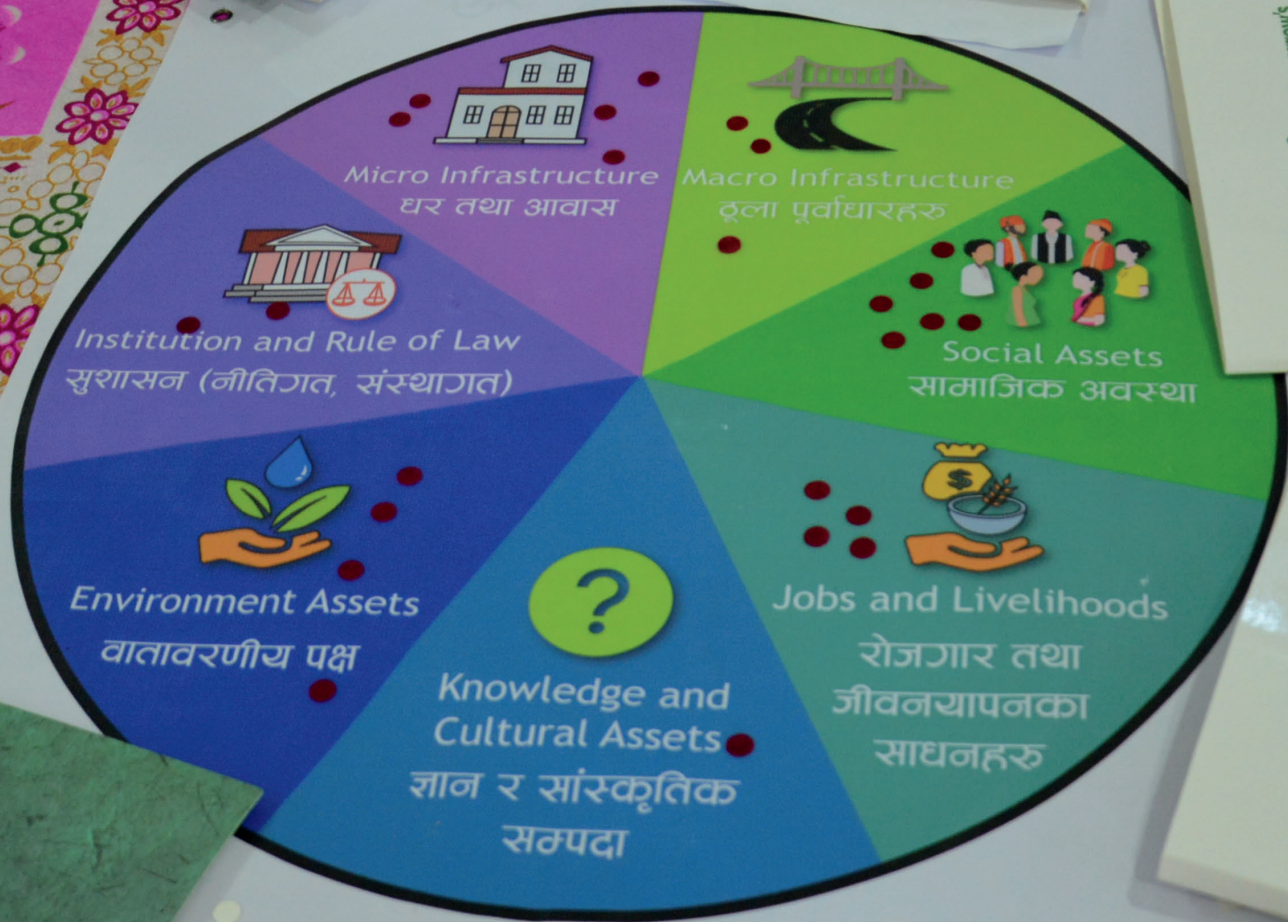 Micro Infrastructure
घर तथा आवास
Macro Infrastructure
ठूला पूर्वाधारहरु
Institution and Rule of Law
सुशासन (नीतिगत, संस्थागत)
Social Assets
सामाजिक अवस्था
$
Environment Assets
वातावरणीय पक्ष
?
Knowledge and
Cultural Assets
ज्ञान र सांस्कृतिक
सम्पदा
Jobs and Livelihoods
रोजगार तथा
जीवनयापनका
साधनहरु